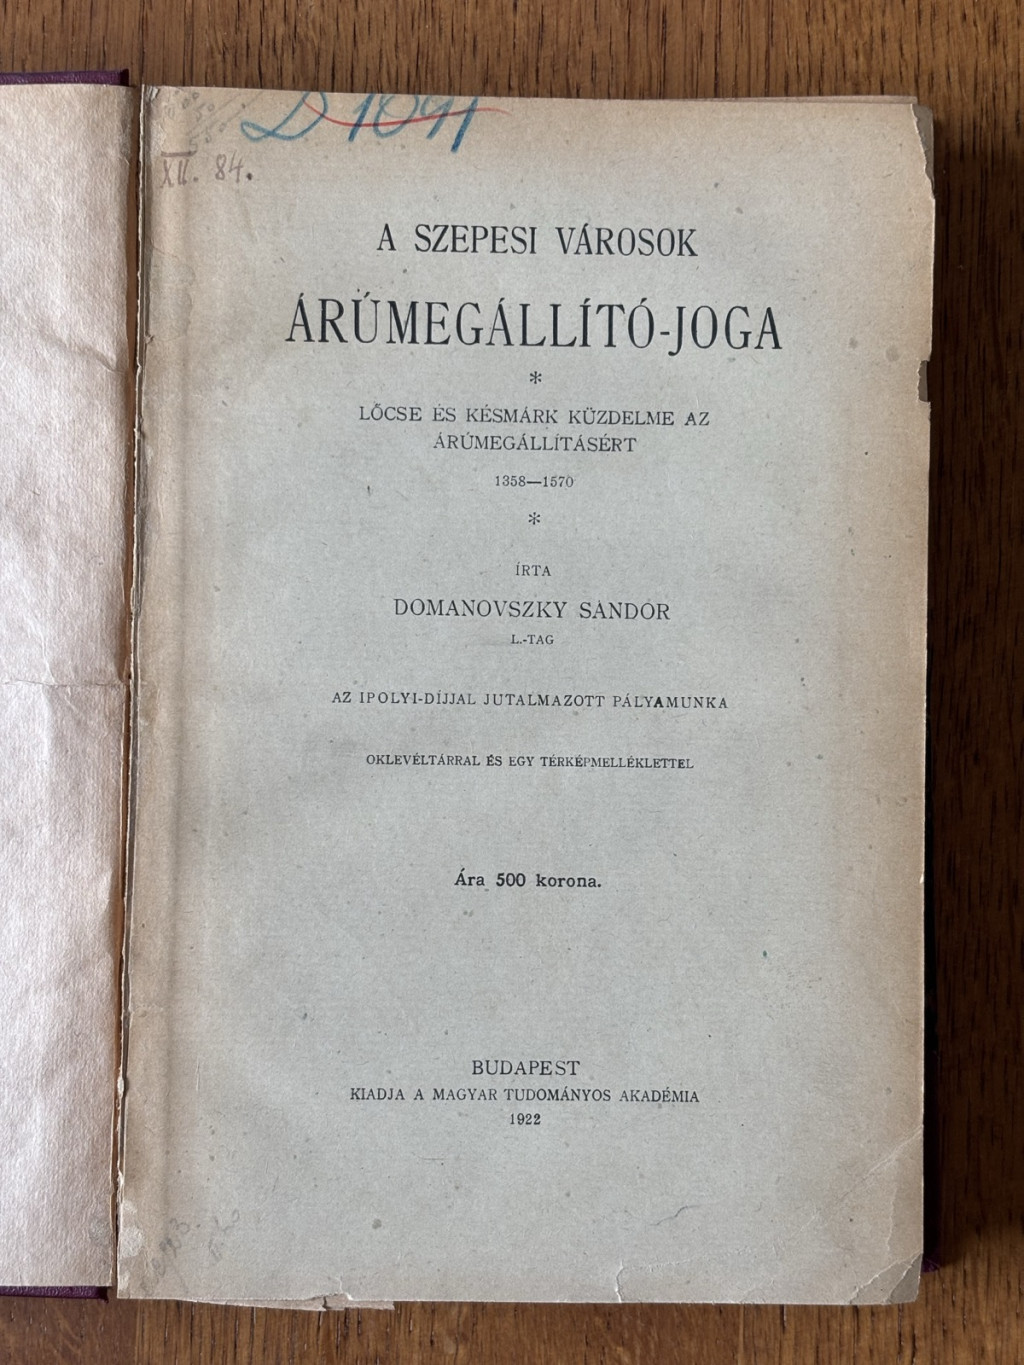 D 1091
XII. 84.
A SZEPESI VÁROSOK
ÁRÚMEGÁLLÍTÓ-JOGA
*
LŐCSE ÉS KÉSMÁRK KÜZDELME AZ
ÁRÚMEGÁLLÍTÁSÉRT
1358—1570
*
ÍRTA
DOMANOVSZKY SÁNDOR
L.-TAG
AZ IPOLYI-DÍJJAL JUTALMAZOTT PÁLYAMUNKA
OKLEVÉLTÁRRAL ÉS EGY TÉRKÉPMELLÉKLETTEL
Ára 500 korona.
BUDAPEST
KIADJA A MAGYAR TUDOMÁNYOS AKADÉMIA
1922